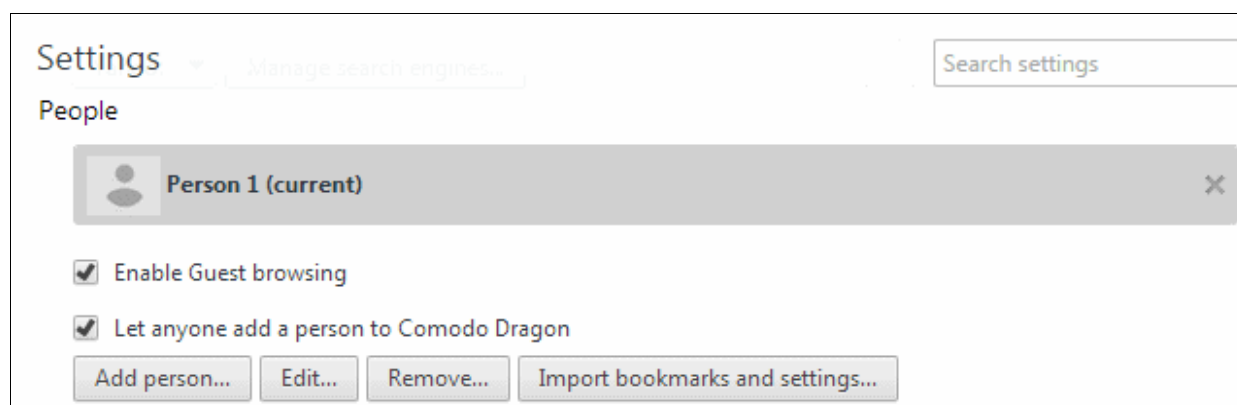 Settings
Manage search engines...
Search settings
People
Person 1 (current)
Enable Guest browsing
Let anyone add a person to Comodo Dragon
Add person... Edit... Remove... Import bookmarks and settings...